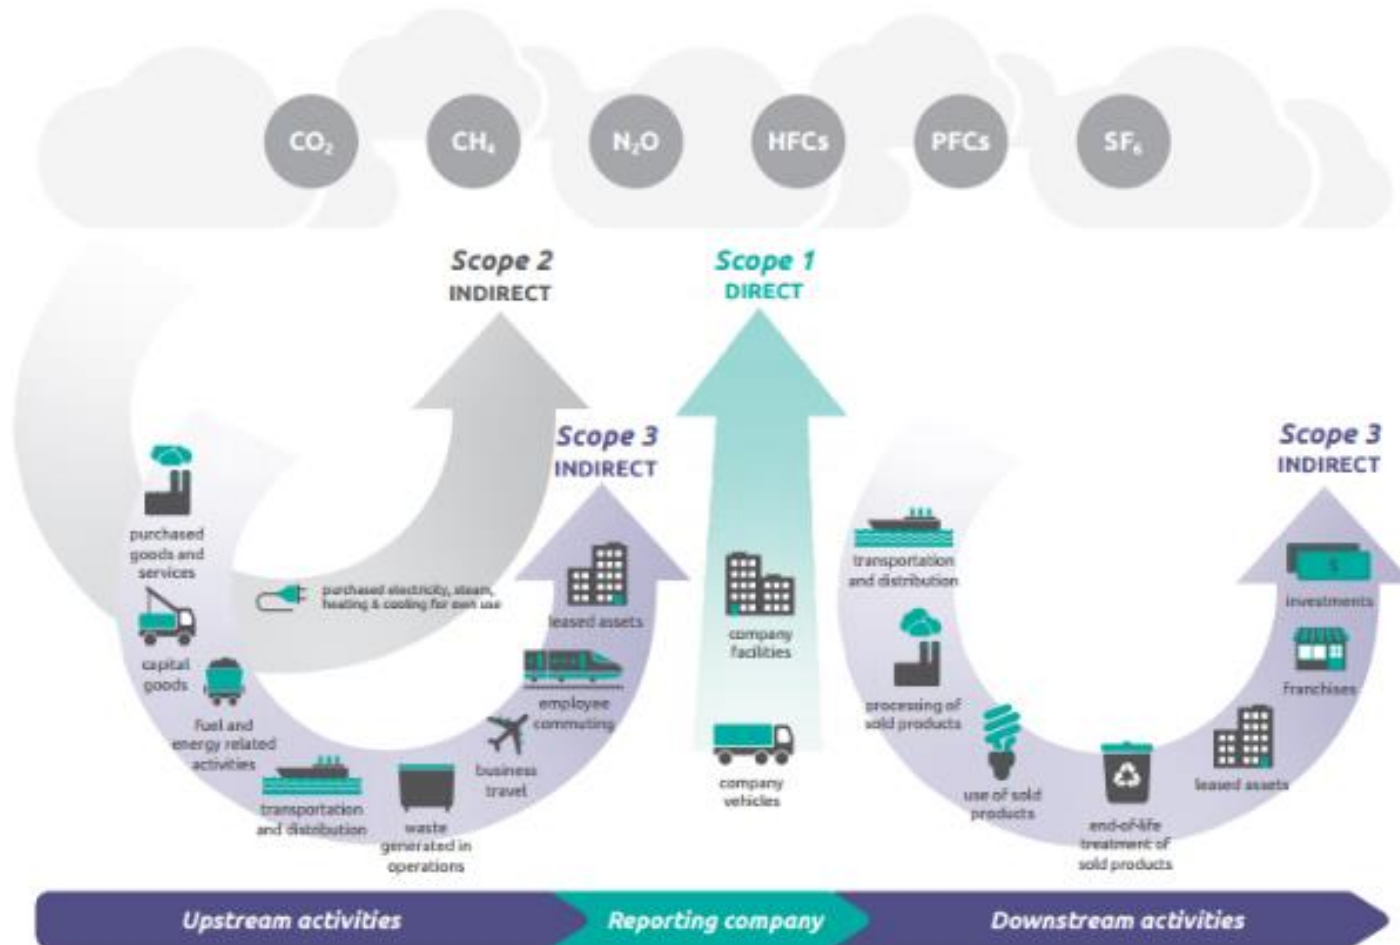 CO₂
CH₄
N₂O
HFCs
PFCs
SF₆
Scope 2
INDIRECT
Scope 1
DIRECT
Scope 3
INDIRECT
Scope 3
INDIRECT
purchased
goods and
services
capital
goods
fuel and
energy related
activities
transportation
and distribution
waste
generated in
operations
business
travel
employee
commuting
leased assets
purchased electricity, steam,
heating & cooling for own use
company
facilities
company
vehicles
transportation
and distribution
processing of
sold products
use of sold
products
end-of-life
treatment of
sold products
leased assets
franchises
investments
$
Upstream activities
Reporting company
Downstream activities